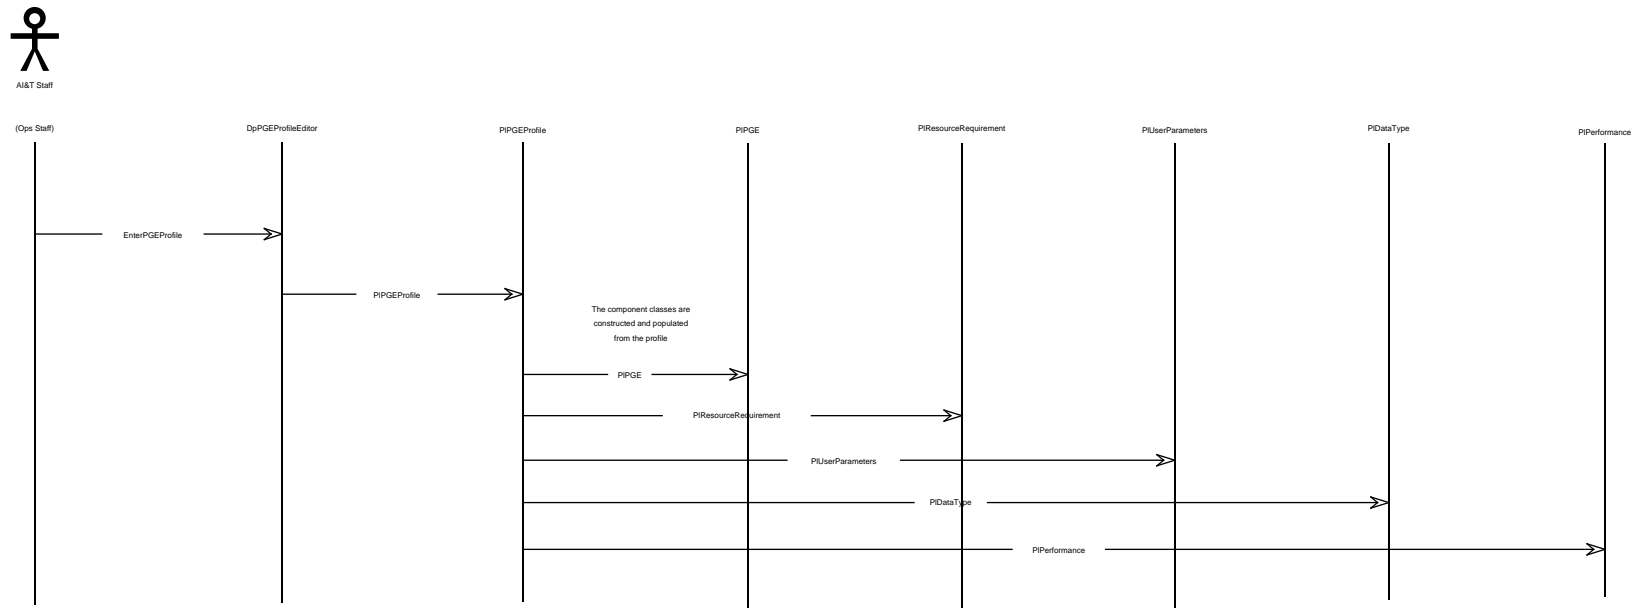 AI&T Staff
(Ops Staff)
DpPGEProfileEditor
PlPGEProfile
PlPGE
PlResourceRequirement
PlUserParameters
PlDataType
PlPerformance
EnterPGEProfile
PlPGEProfile
The component classes are
constructed and populated
from the profile
PlPGE
PlResourceRequirement
PlUserParameters
PlDataType
PlPerformance